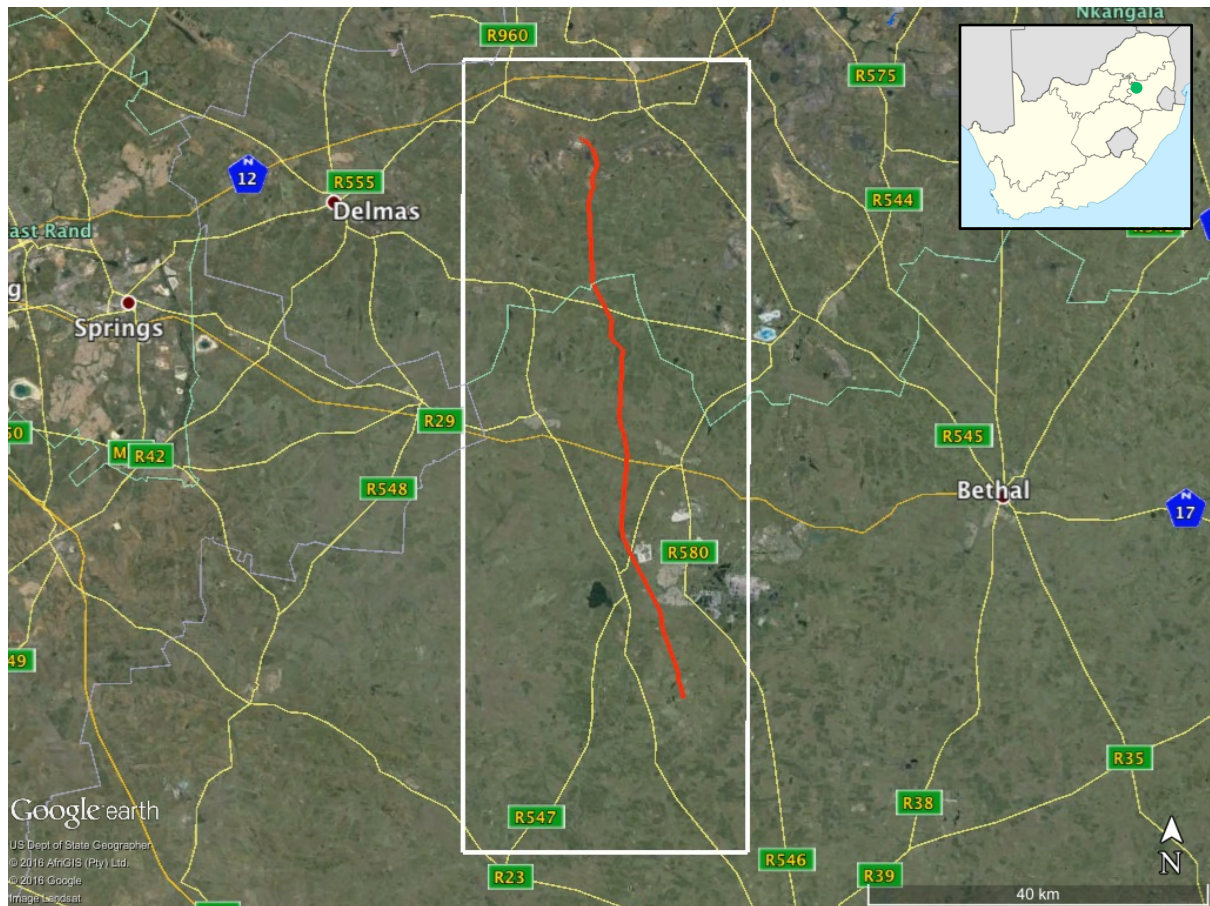 Nkangala
R960
R575
N
12
R555
Delmas
R544
ast Rand
g
Springs
R29
R545
M
R42
R548
Bethal
N
17
R580
49
R35
R38
R547
Google earth
US Dept of State Geographer
© 2016 AfriGIS (Pty) Ltd.
© 2016 Google
Image Landsat
R546
R23
R39
N
40 km